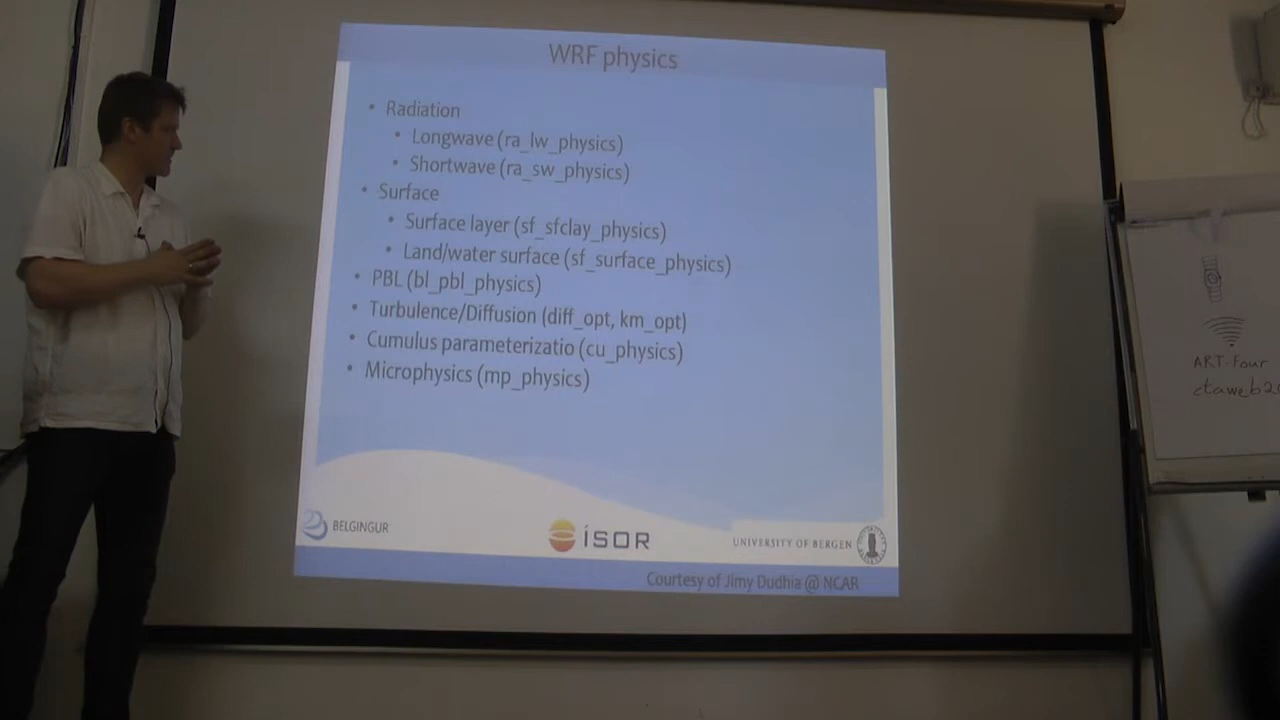 WRF physics
• Radiation
• Longwave (ra_lw_physics)
• Shortwave (ra_sw_physics)
• Surface
• Surface layer (sf_sfclay_physics)
• Land/water surface (sf_surface_physics)
• PBL (bl_pbl_physics)
• Turbulence/Diffusion (diff_opt, km_opt)
• Cumulus parameterizatio (cu_physics)
• Microphysics (mp_physics)
BELGINGUR
ÍSOR
UNIVERSITY OF BERGEN
Courtesy of Jimy Dudhia @ NCAR
ART-Four